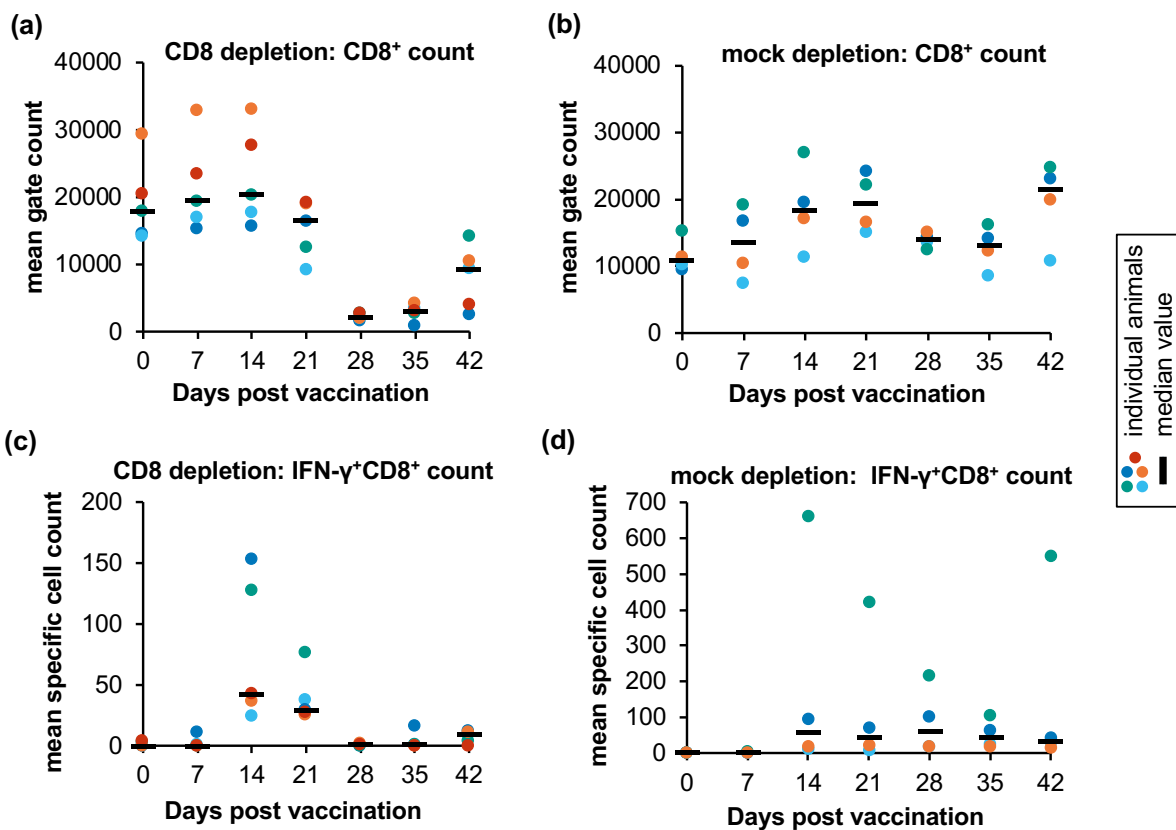 (a)
CD8 depletion: CD8⁺ count
mean gate count
40000
30000
20000
10000
0
0 7 14 21 28 35 42
Days post vaccination
(b)
mock depletion: CD8⁺ count
mean gate count
40000
30000
20000
10000
0
0 7 14 21 28 35 42
Days post vaccination
individual animals
median value
(c)
CD8 depletion: IFN-γ⁺CD8⁺ count
mean specific cell count
200
150
100
50
0
0 7 14 21 28 35 42
Days post vaccination
(d)
mock depletion: IFN-γ⁺CD8⁺ count
mean specific cell count
700
600
500
400
300
200
100
0
0 7 14 21 28 35 42
Days post vaccination